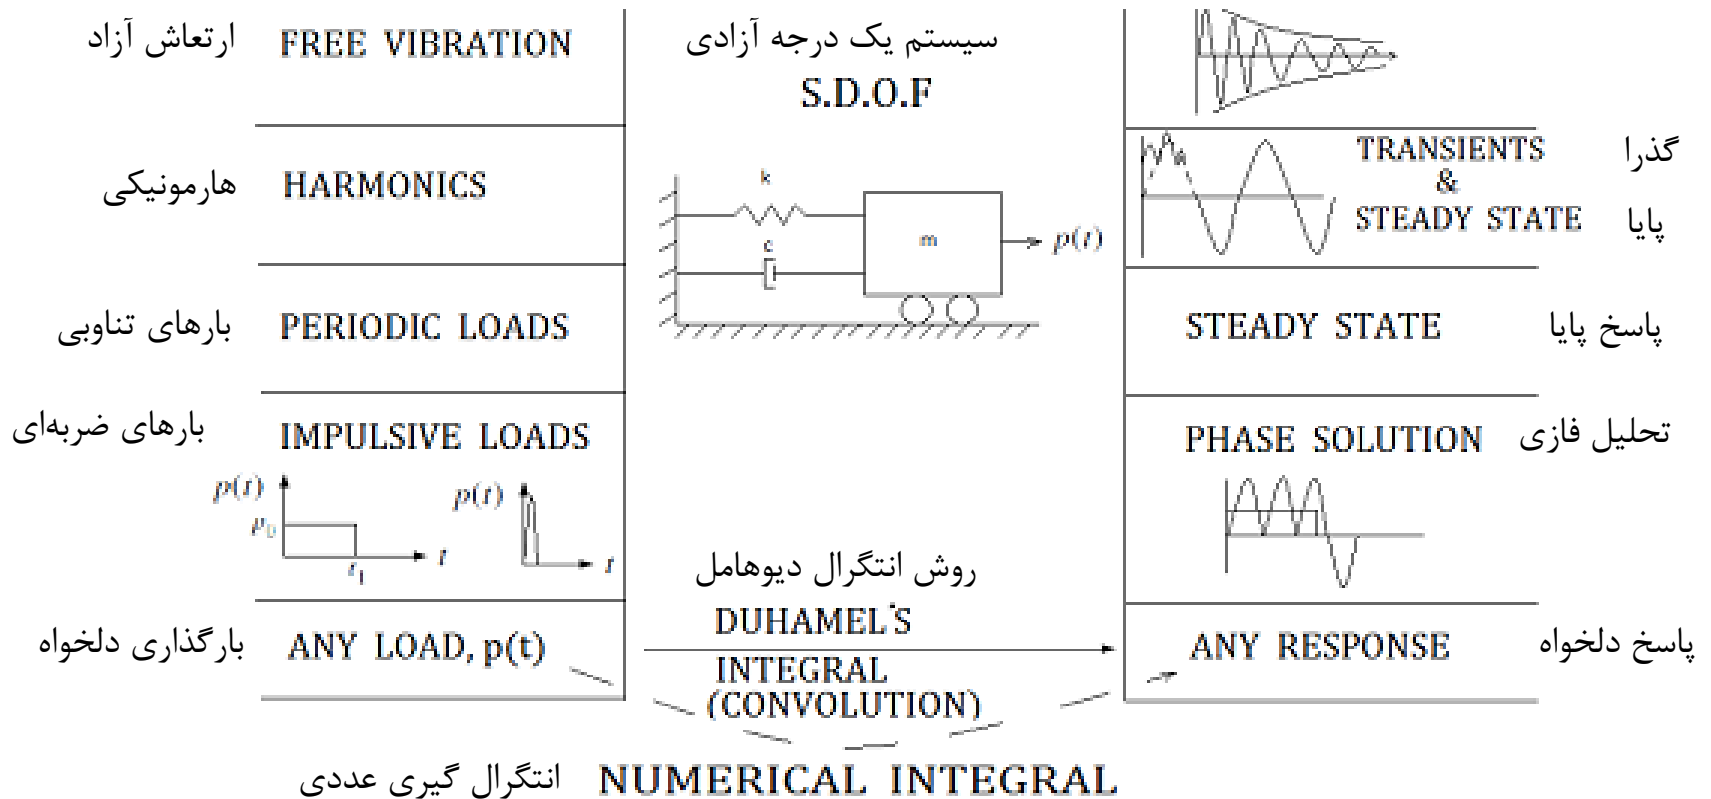 ارتعاش آزاد
FREE VIBRATION
سیستم یک درجه آزادی
S.D.O.F
هارمونیکی
HARMONICS
k
c
m
p(t)
TRANSIENTS
&
STEADY STATE
گذرا
پایا
بارهای تناوبی
PERIODIC LOADS
STEADY STATE
پاسخ پایا
بارهای ضربه‌ای
IMPULSIVE LOADS
p(t)
p0
t1
t
p(t)
t
PHASE SOLUTION
تحلیل فازی
بارگذاری دلخواه
ANY LOAD, p(t)
روش انتگرال دیوهامل
DUHAMEL'S
INTEGRAL
(CONVOLUTION)
ANY RESPONSE
پاسخ دلخواه
انتگرال گیری عددی
NUMERICAL INTEGRAL